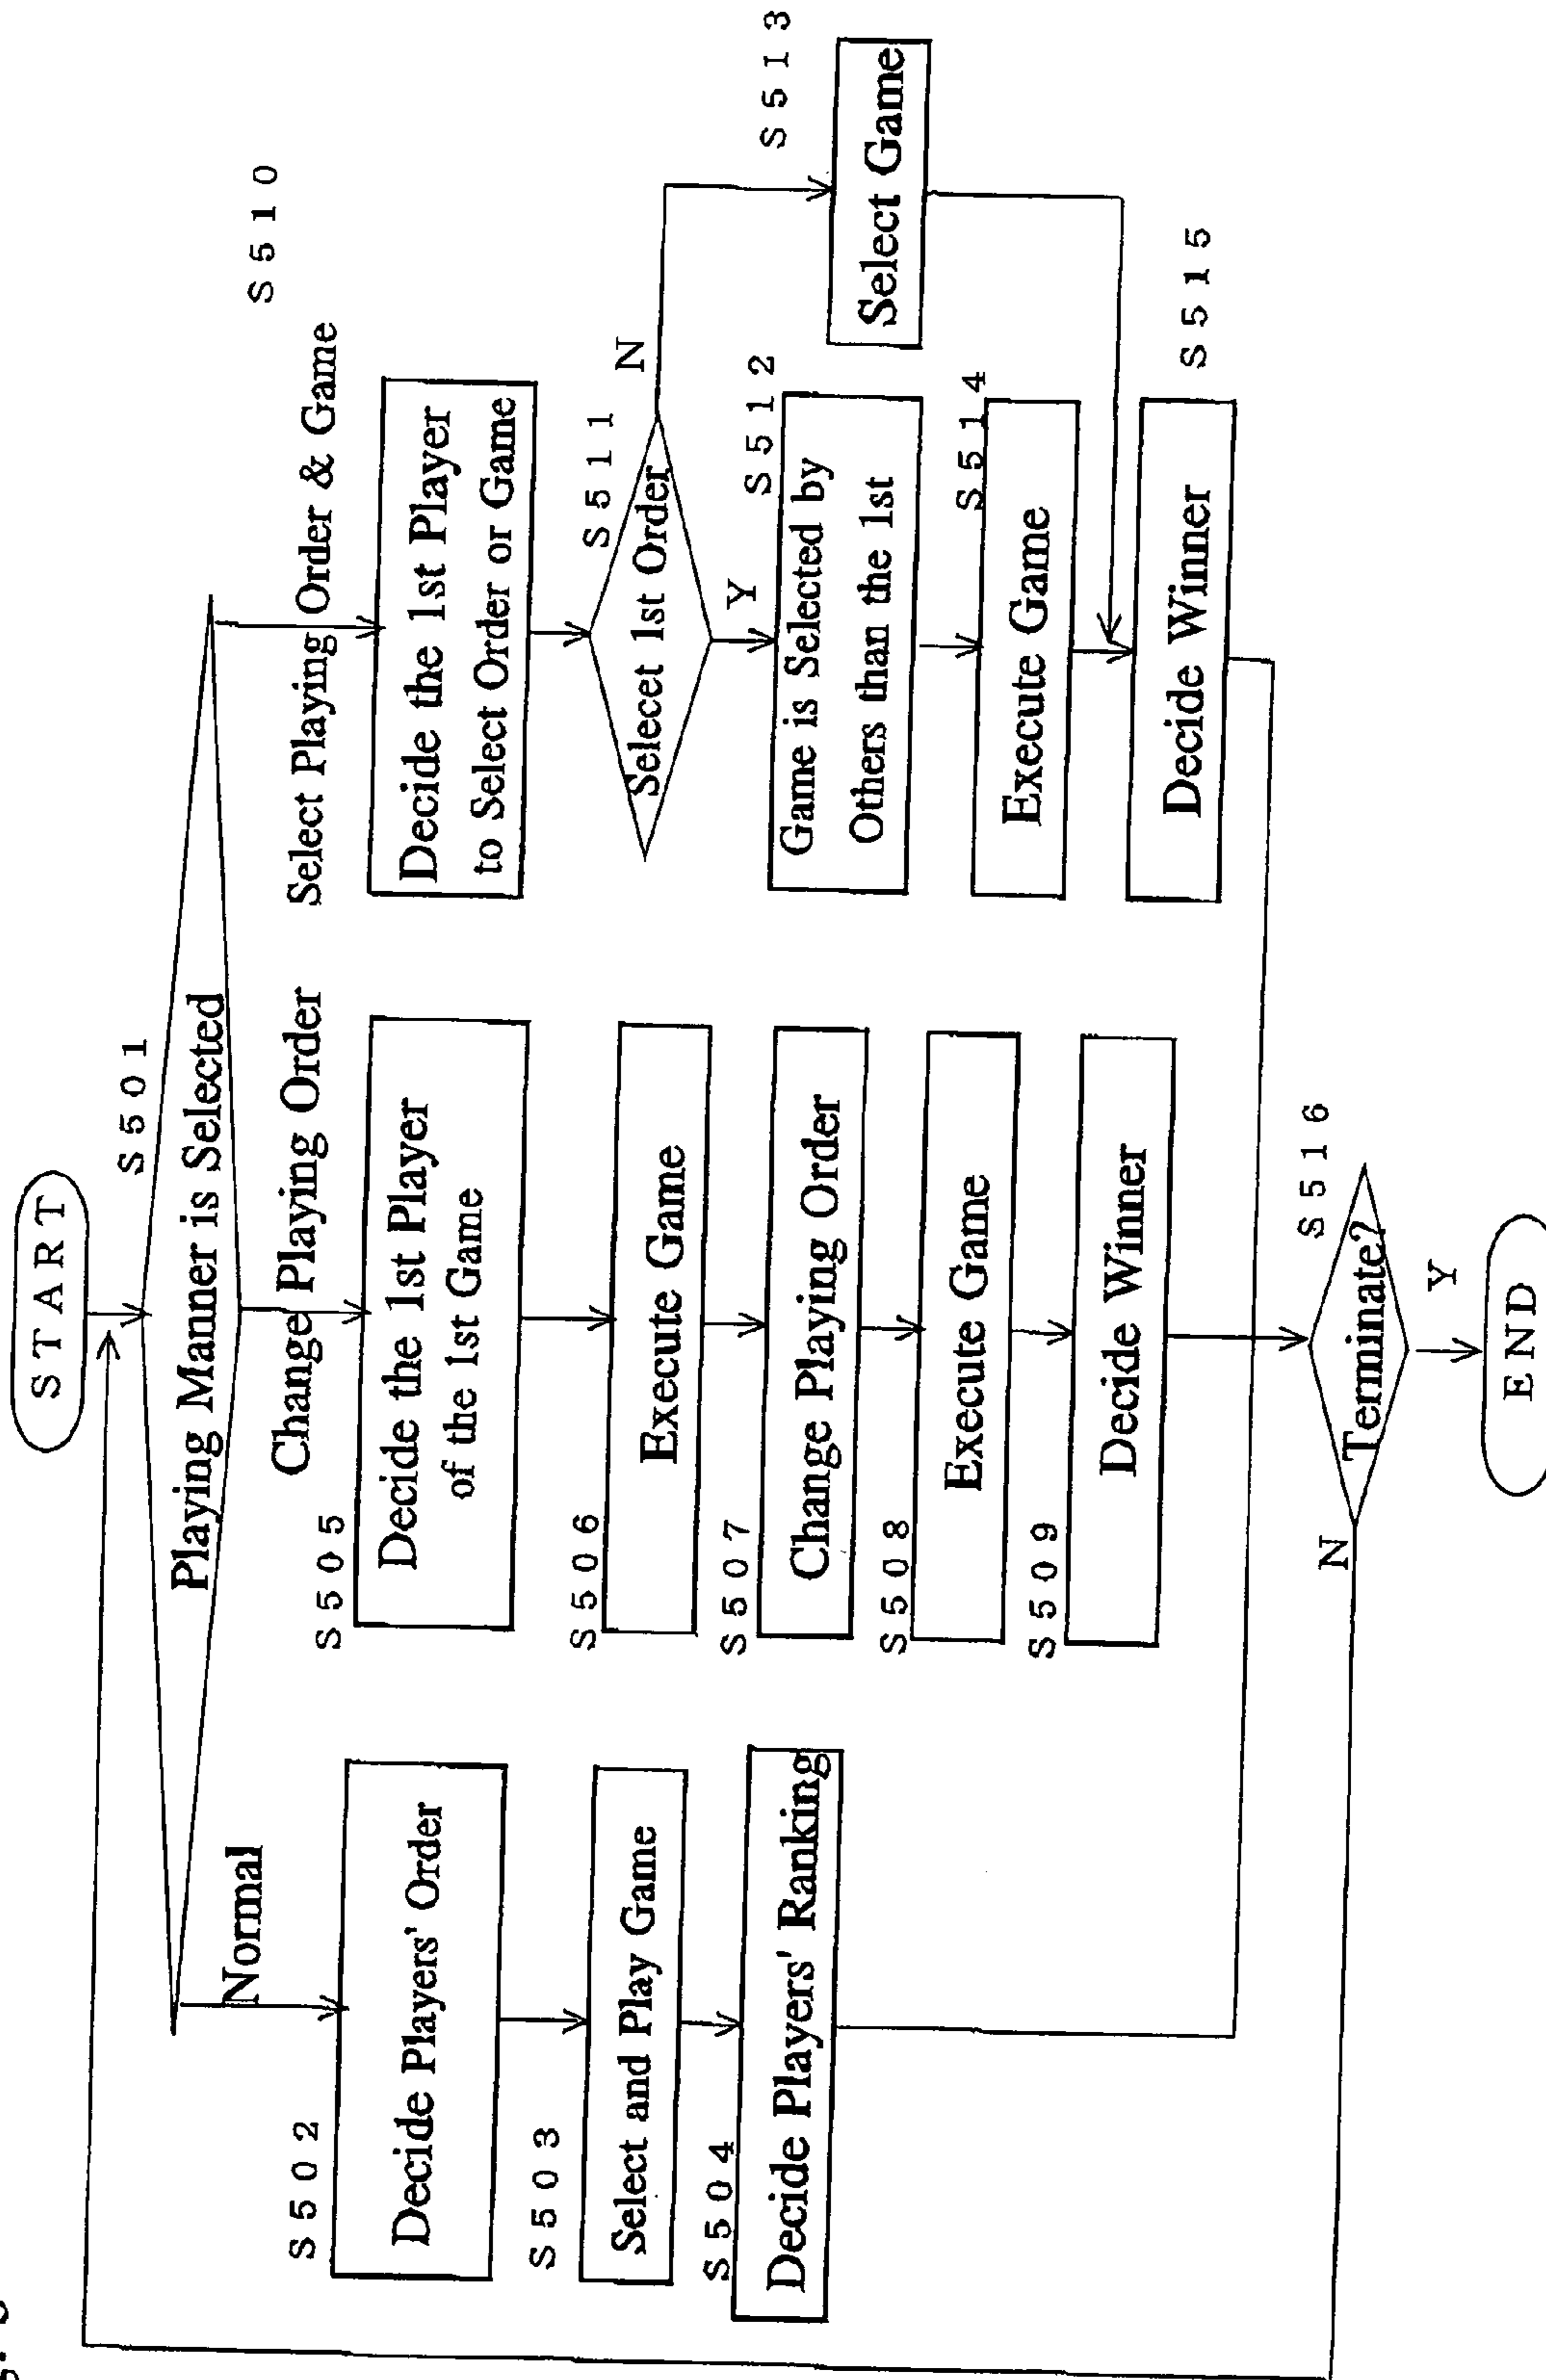 START
S501
Playing Manner is Selected
Normal
S502
Decide Players' Order
S503
Select and Play Game
S504
Decide Players' Ranking
Change Playing Order
S505
Decide the 1st Player
of the 1st Game
S506
Execute Game
S507
Change Playing Order
S508
Execute Game
S509
Decide Winner
Select Playing Order & Game
S510
Decide the 1st Player
to Select Order or Game
S511
Selecet 1st Order
N
Y
S512
Game is Selected by
Others than the 1st
S513
Select Game
S514
Execute Game
S515
Decide Winner
S516
Terminate?
N
Y
END